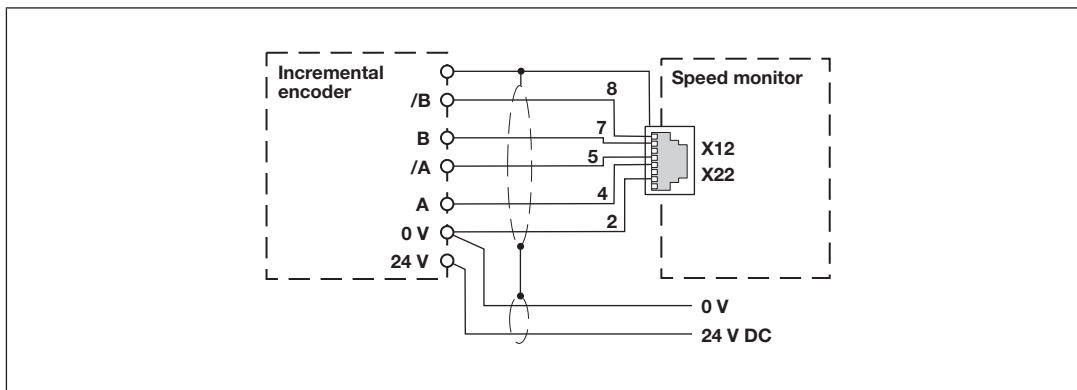 Incremental
encoder
Speed monitor
/B
8
B
7
X12
/A
5
X22
A
4
0 V
2
24 V
0 V
24 V DC